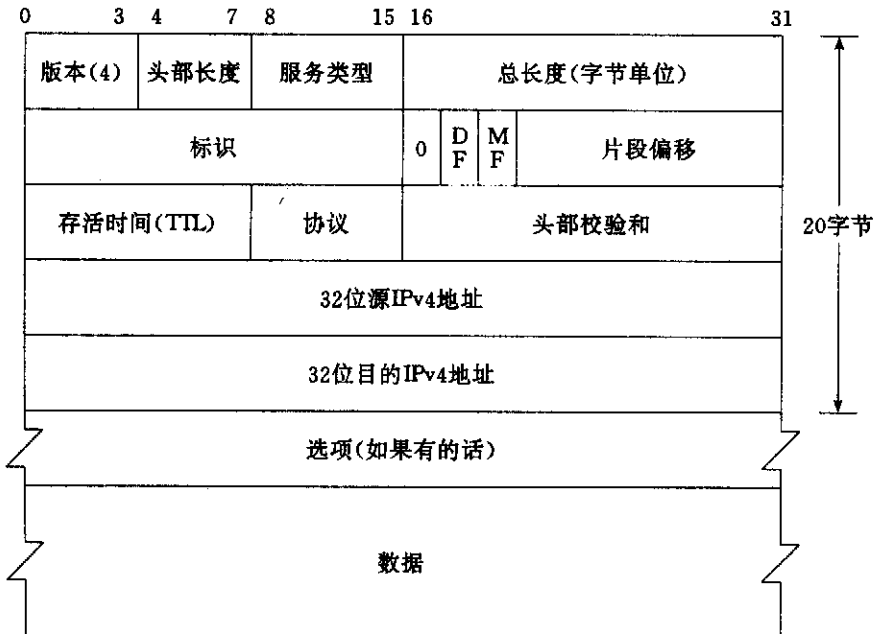 0 3 4 7 8 15 16 31
版本(4) 头部长度 服务类型 总长度(字节单位)
标识 0 DF MF 片段偏移
存活时间(TTL) 协议 头部校验和 20字节
32位源IPv4地址
32位目的IPv4地址
选项(如果有的话)
数据